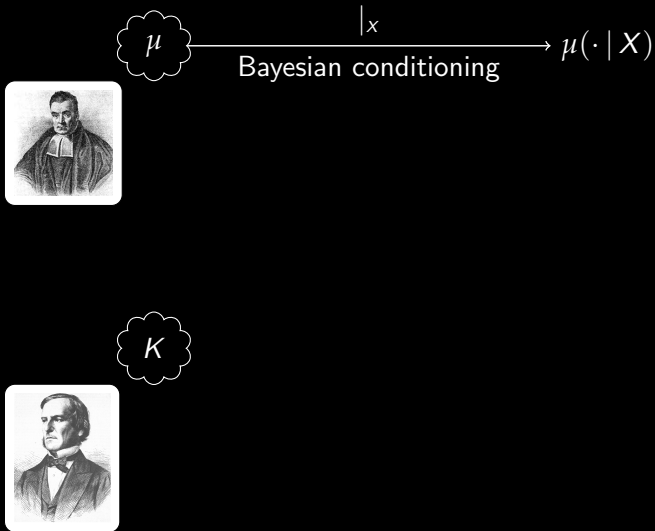 |X
μ
μ(· | X)
Bayesian conditioning
K